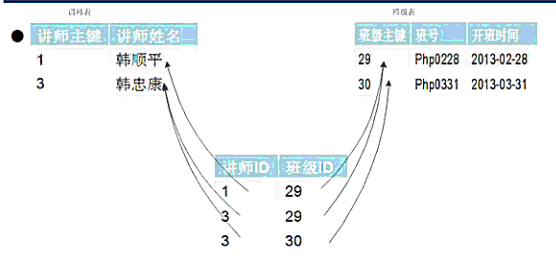 讲师表
班级表
讲师主键 讲师姓名
1 韩顺平
3 韩忠康
班级主键 班号 开班时间
29 Php0228 2013-02-28
30 Php0331 2013-03-31
讲师ID 班级ID
1 29
3 29
3 30